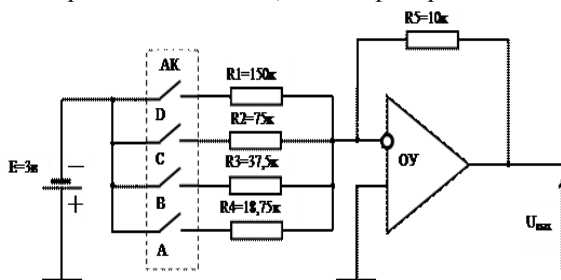 R5=10к
АК
R1=150к
D
R2=75к
C
R3=37,5к
B
R4=18,75к
A
E=3в
−
+
ОУ
Uвых